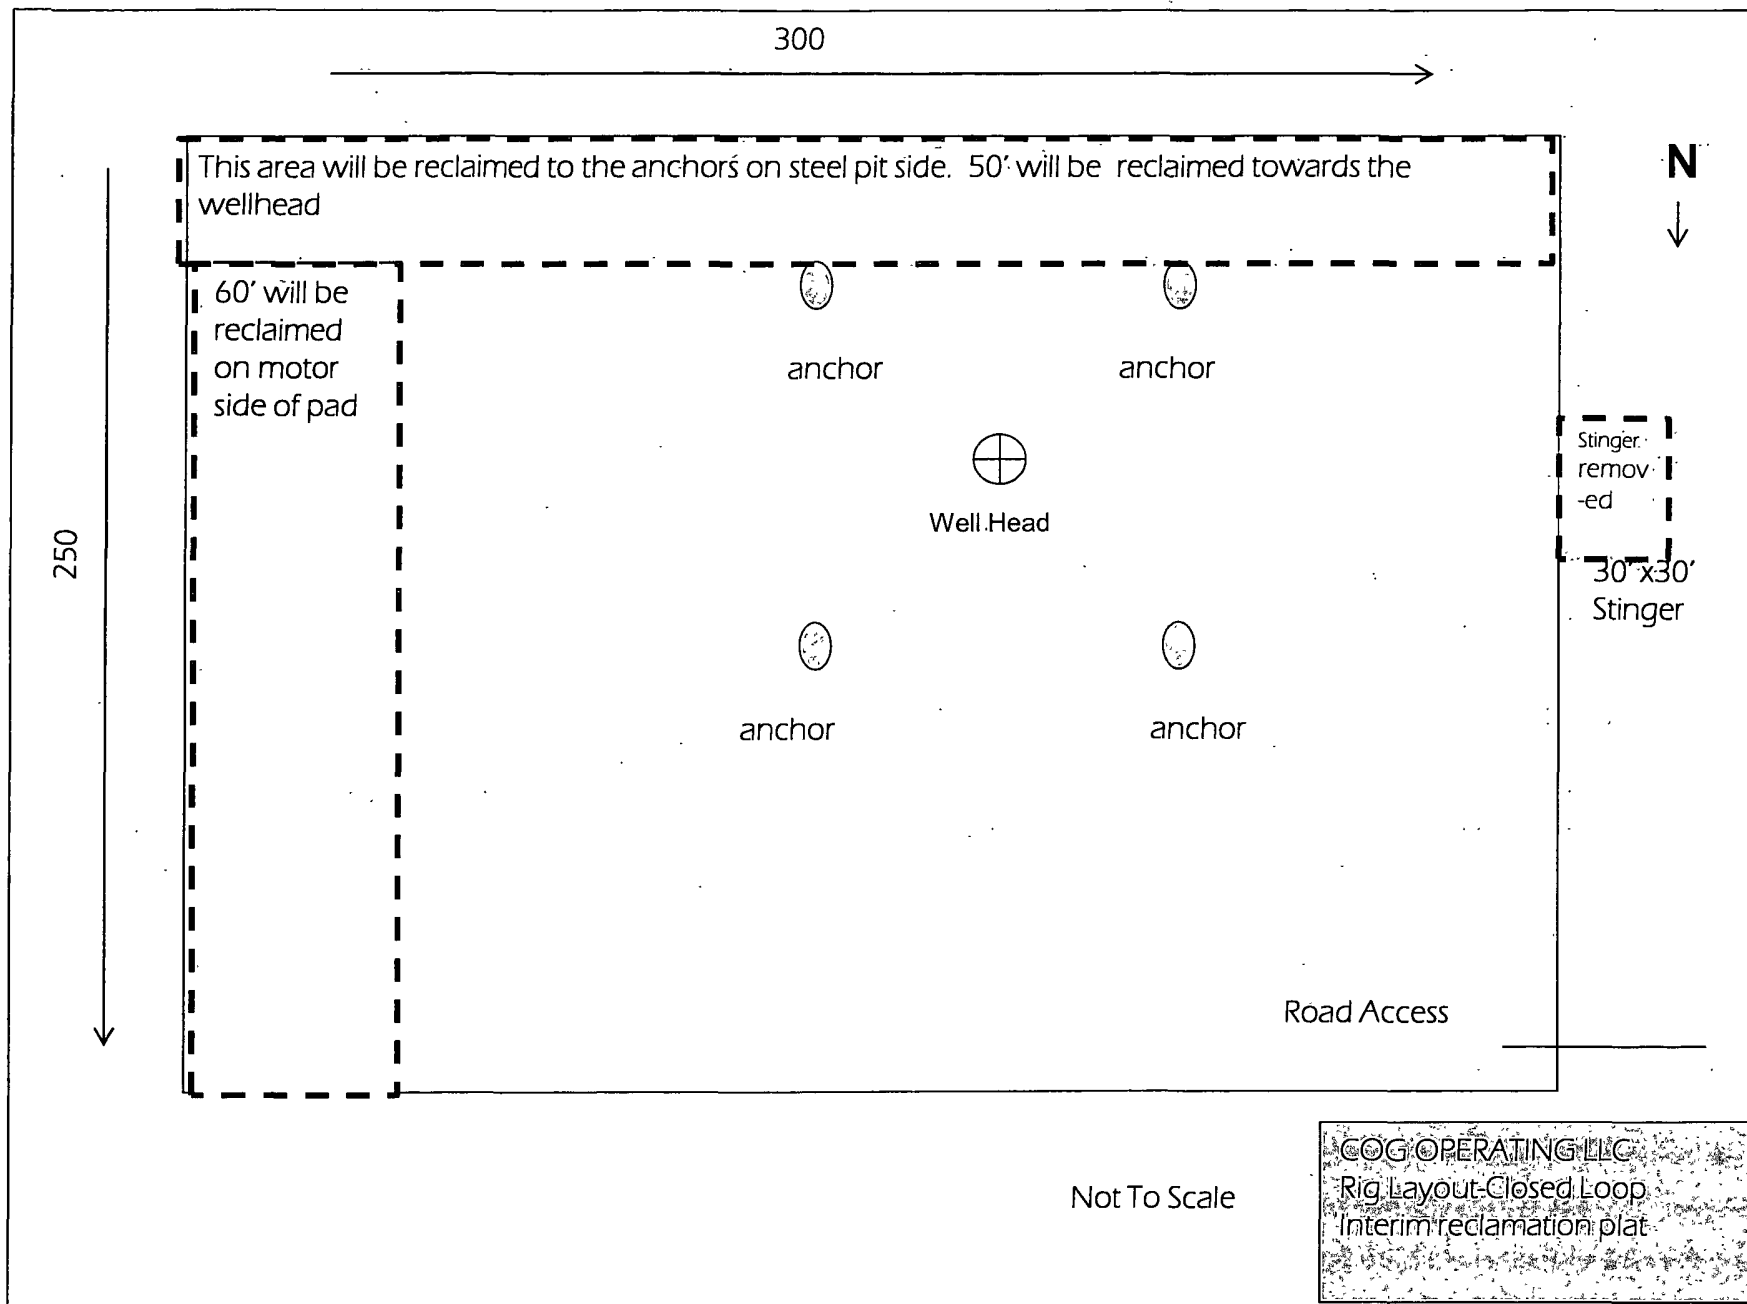 300
This area will be reclaimed to the anchors on steel pit side. 50' will be reclaimed towards the
wellhead
N
60' will be
reclaimed
on motor
side of pad
anchor
anchor
Stinger
remov
-ed
Well Head
250
30'x30'
Stinger
anchor
anchor
Road Access
Not To Scale
COG OPERATING LLC
Rig Layout-Closed Loop
Interim reclamation plat